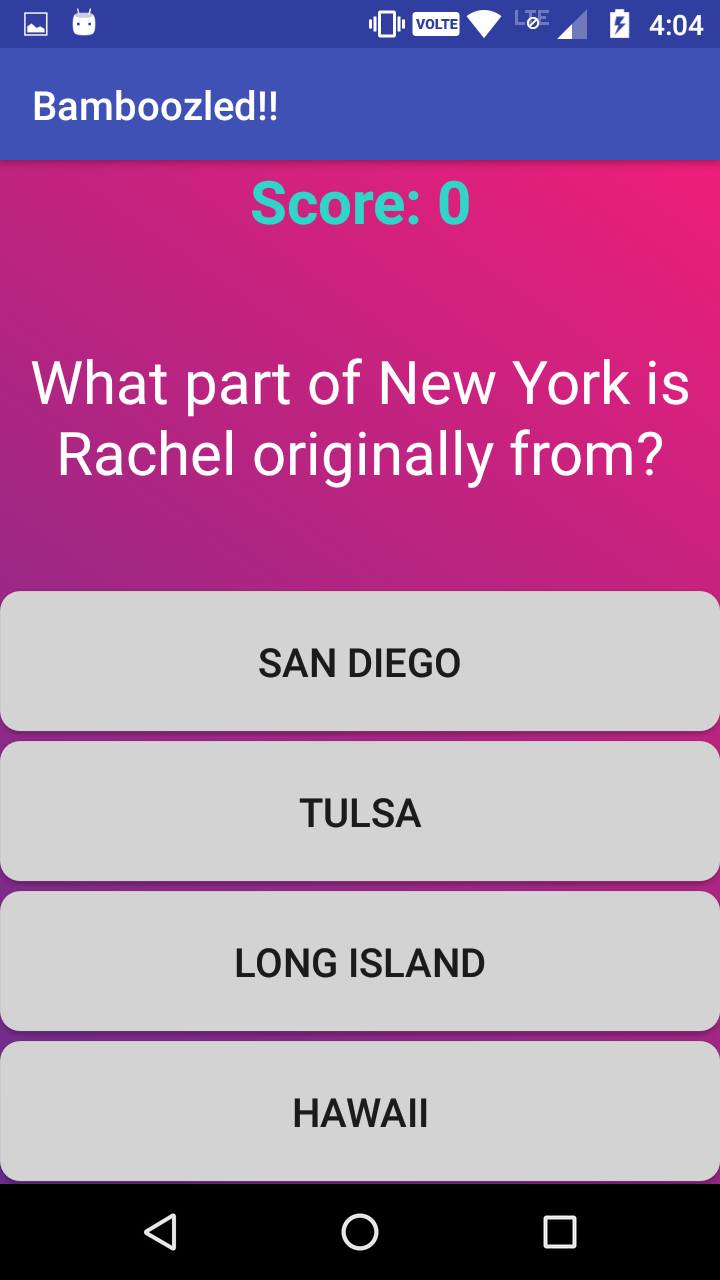 VOLTE LTE 4:04
Bamboozled!!
Score: 0
What part of New York is
Rachel originally from?
SAN DIEGO
TULSA
LONG ISLAND
HAWAII